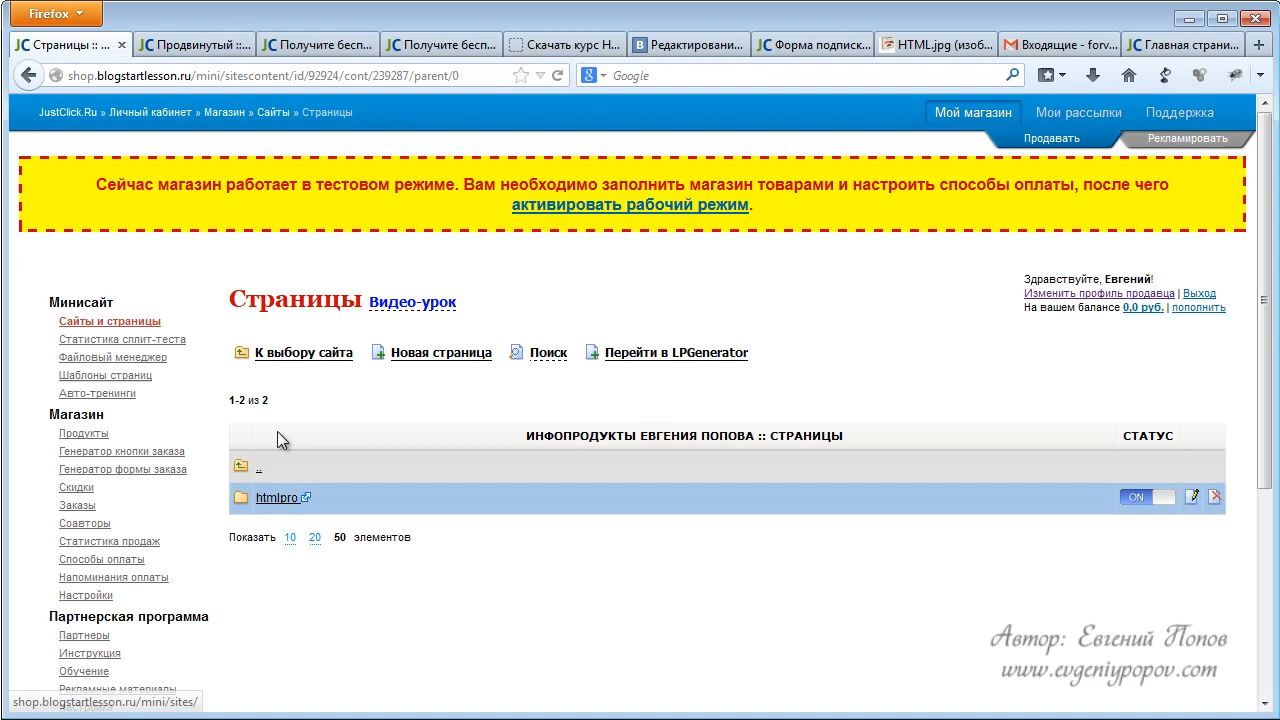 Firefox
Страницы :: ...
Продвинутый ::...
Получите бесп...
Получите бесп...
Скачать курс H...
Редактировани...
Форма подписк...
HTML.jpg (изоб...
Входящие - forv...
Главная страни...
shop.blogstartlesson.ru/mini/sitescontent/id/92924/cont/239287/parent/0
Google
JustClick.Ru » Личный кабинет » Магазин » Сайты » Страницы
Мой магазин
Мои рассылки
Поддержка
Продавать
Рекламировать
Сейчас магазин работает в тестовом режиме. Вам необходимо заполнить магазин товарами и настроить способы оплаты, после чего
активировать рабочий режим.
Здравствуйте, Евгений!
Изменить профиль продавца | Выход
На вашем балансе 0,0 руб. | пополнить
Минисайт
Сайты и страницы
Статистика сплит-теста
Файловый менеджер
Шаблоны страниц
Авто-тренинги
Магазин
Продукты
Генератор кнопки заказа
Генератор формы заказа
Скидки
Заказы
Соавторы
Статистика продаж
Способы оплаты
Напоминания оплаты
Настройки
Партнерская программа
Партнеры
Инструкция
Обучение
Рекламные материалы
Страницы Видео-урок
К выбору сайта
Новая страница
Поиск
Перейти в LPGenerator
1-2 из 2
ИНФОПРОДУКТЫ ЕВГЕНИЯ ПОПОВА :: СТРАНИЦЫ
СТАТУС
..
htmlpro
ON
Показать 10 20 50 элементов
Автор: Евгений Попов
www.evgeniypopov.com
shop.blogstartlesson.ru/mini/sites/